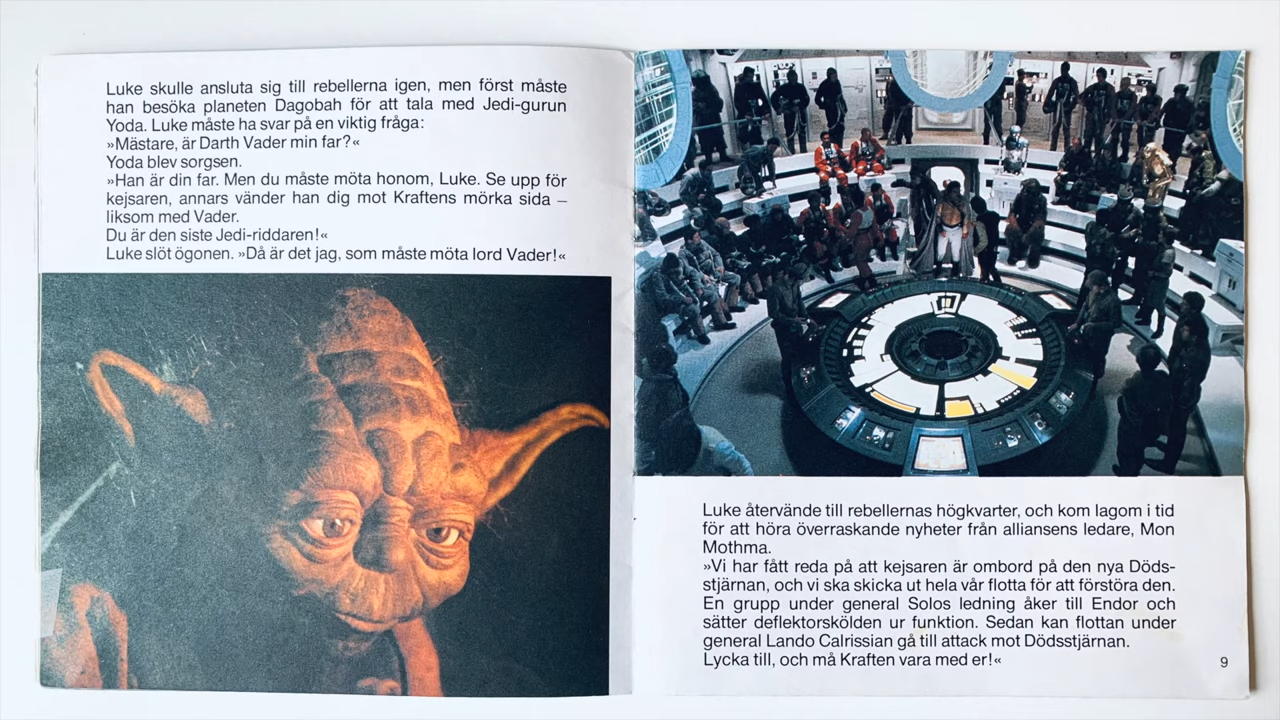 Luke skulle ansluta sig till rebellerna igen, men först måste
han besöka planeten Dagobah för att tala med Jedi-gurun
Yoda. Luke måste ha svar på en viktig fråga:
»Mästare, är Darth Vader min far?«
Yoda blev sorgsen.
»Han är din far. Men du måste möta honom, Luke. Se upp för
kejsaren, annars vänder han dig mot Kraftens mörka sida –
liksom med Vader.
Du är den siste Jedi-riddaren!«
Luke slöt ögonen. »Då är det jag, som måste möta lord Vader!«
Luke återvände till rebellernas högkvarter, och kom lagom i tid
för att höra överraskande nyheter från alliansens ledare, Mon
Mothma.
»Vi har fått reda på att kejsaren är ombord på den nya Döds-
stjärnan, och vi ska skicka ut hela vår flotta för att förstöra den.
En grupp under general Solos ledning åker till Endor och
sätter deflektorskölden ur funktion. Sedan kan flottan under
general Lando Calrissian gå till attack mot Dödsstjärnan.
Lycka till, och må Kraften vara med er!«
9